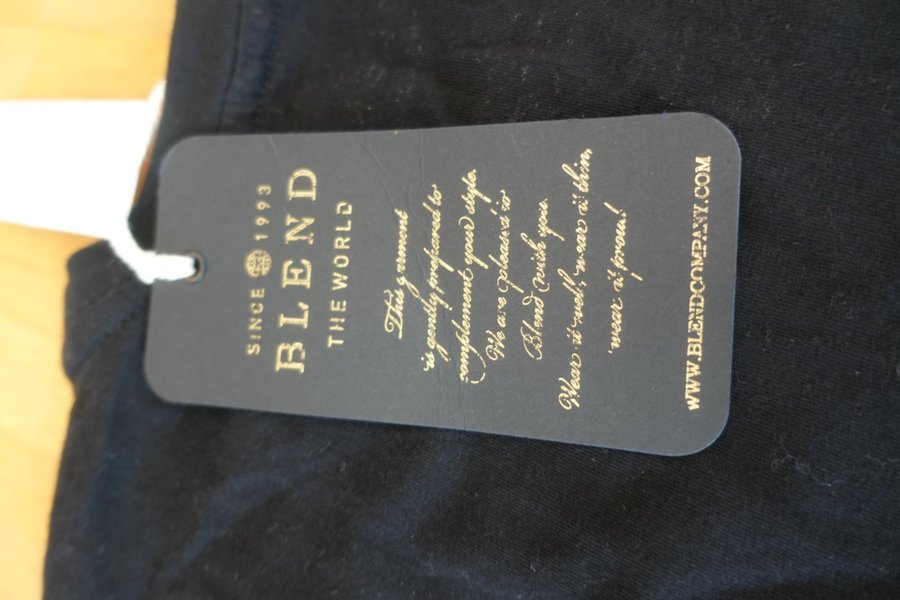 SINCE 1993
BLEND
THE WORLD
This garment
is gently prepared to
complement your style.
We are pleased in
Blend with you.
Wear it well, wear it thin,
wear it proud!
WWW.BLENDCOMPANY.COM